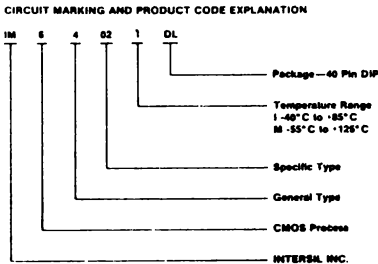 CIRCUIT MARKING AND PRODUCT CODE EXPLANATION
IM 6 4 02 1 DL
Package—40 Pin DIP
Temperature Range
I -40°C to +85°C
M -55°C to +125°C
Specific Type
General Type
CMOS Process
INTERSIL INC.